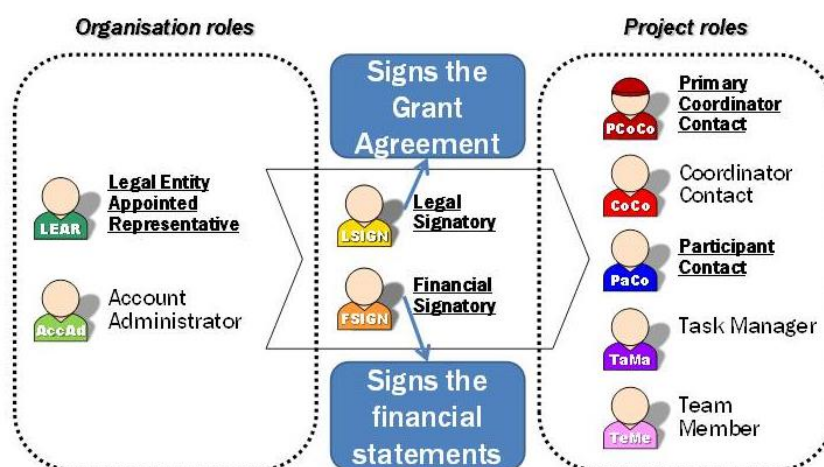 Organisation roles
LEAR
Legal Entity
Appointed
Representative
AccAd
Account
Administrator
Signs the
Grant
Agreement
LSIGN
Legal
Signatory
FSIGN
Financial
Signatory
Signs the
financial
statements
Project roles
PCoCo
Primary
Coordinator
Contact
CoCo
Coordinator
Contact
PaCo
Participant
Contact
TaMa
Task Manager
TeMe
Team
Member